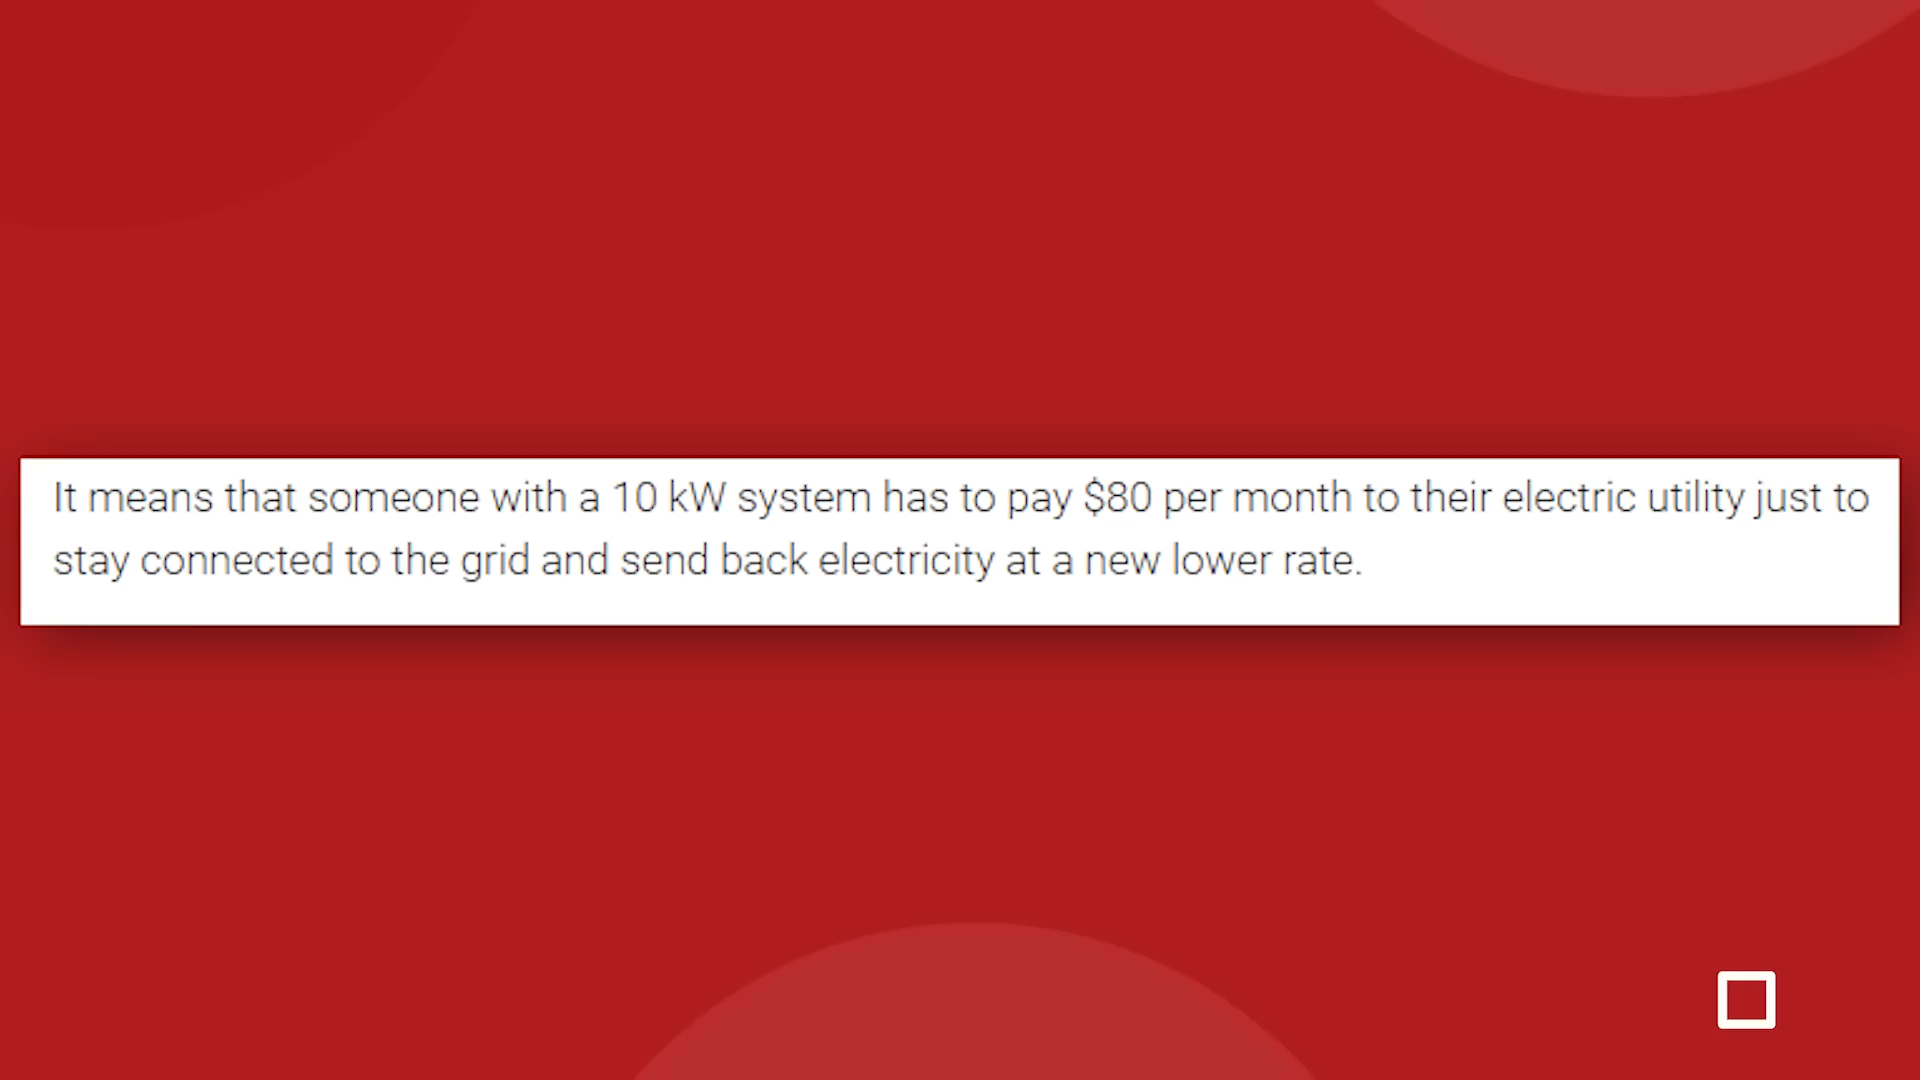 It means that someone with a 10 kW system has to pay $80 per month to their electric utility just to
stay connected to the grid and send back electricity at a new lower rate.